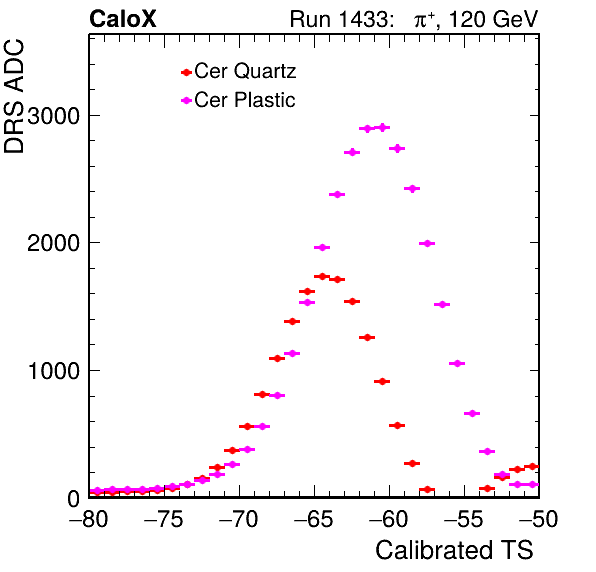 CaloX Run 1433: π⁺, 120 GeV
DRS ADC
Cer Quartz
Cer Plastic
3000
2000
1000
0
−80 −75 −70 −65 −60 −55 −50
Calibrated TS